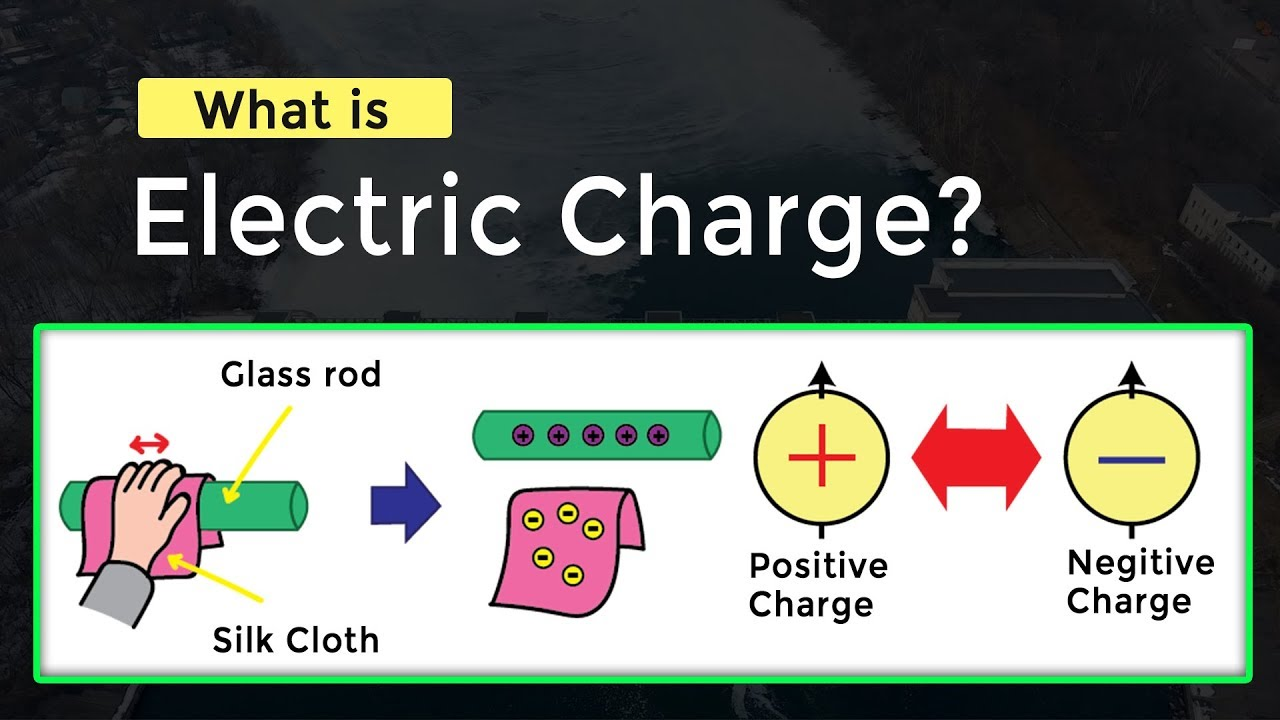 What is
Electric Charge?
Glass rod
Silk Cloth
+ + + + +
- - - - -
+
Positive
Charge
−
Negitive
Charge